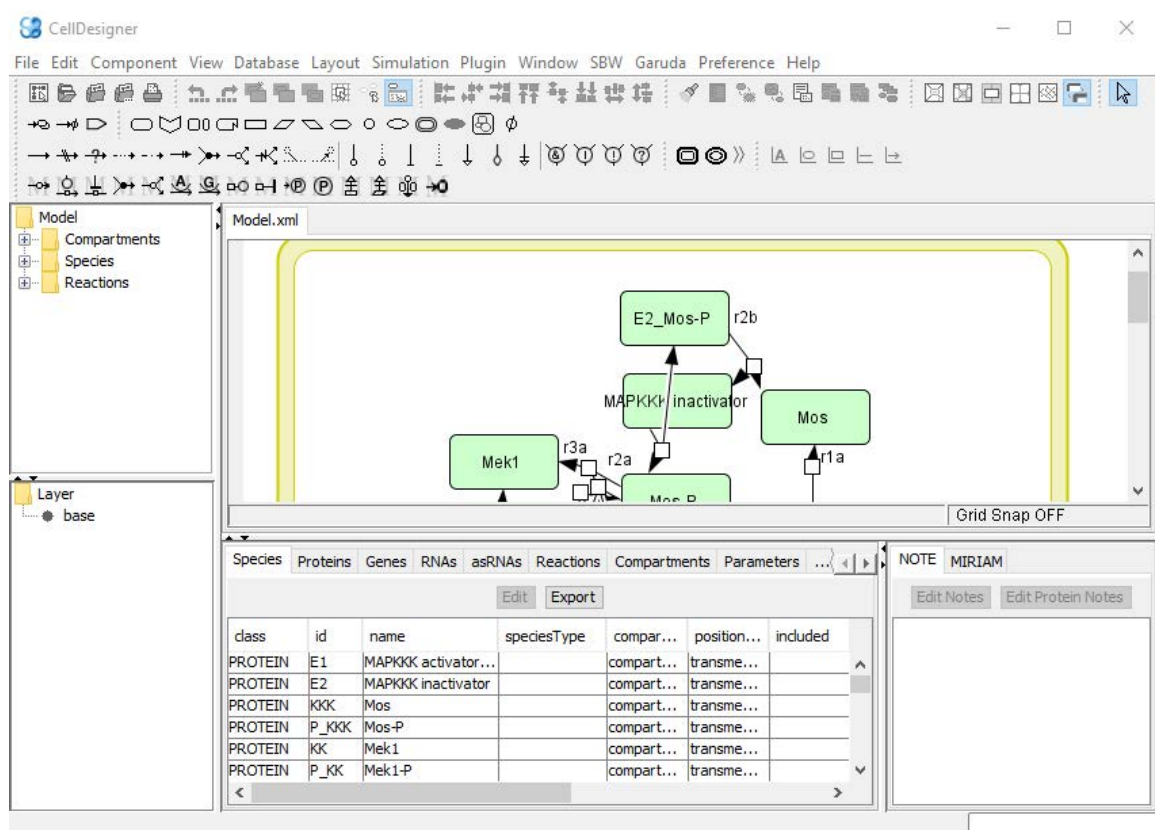 CellDesigner
File Edit Component View Database Layout Simulation Plugin Window SBW Garuda Preference Help
Model
Compartments
Species
Reactions
Model.xml
E2_Mos-P
r2b
MAPKKK inactivator
Mos
r3a
r2a
r1a
Mek1
Mos-P
Grid Snap OFF
Layer
base
Species Proteins Genes RNAs asRNAs Reactions Compartments Parameters ...
Edit Export
class id name speciesType compar... position... included
PROTEIN E1 MAPKKK activator... compart... transme...
PROTEIN E2 MAPKKK inactivator compart... transme...
PROTEIN KKK Mos compart... transme...
PROTEIN P_KKK Mos-P compart... transme...
PROTEIN KK Mek1 compart... transme...
PROTEIN P_KK Mek1-P compart... transme...
NOTE MIRIAM
Edit Notes Edit Protein Notes